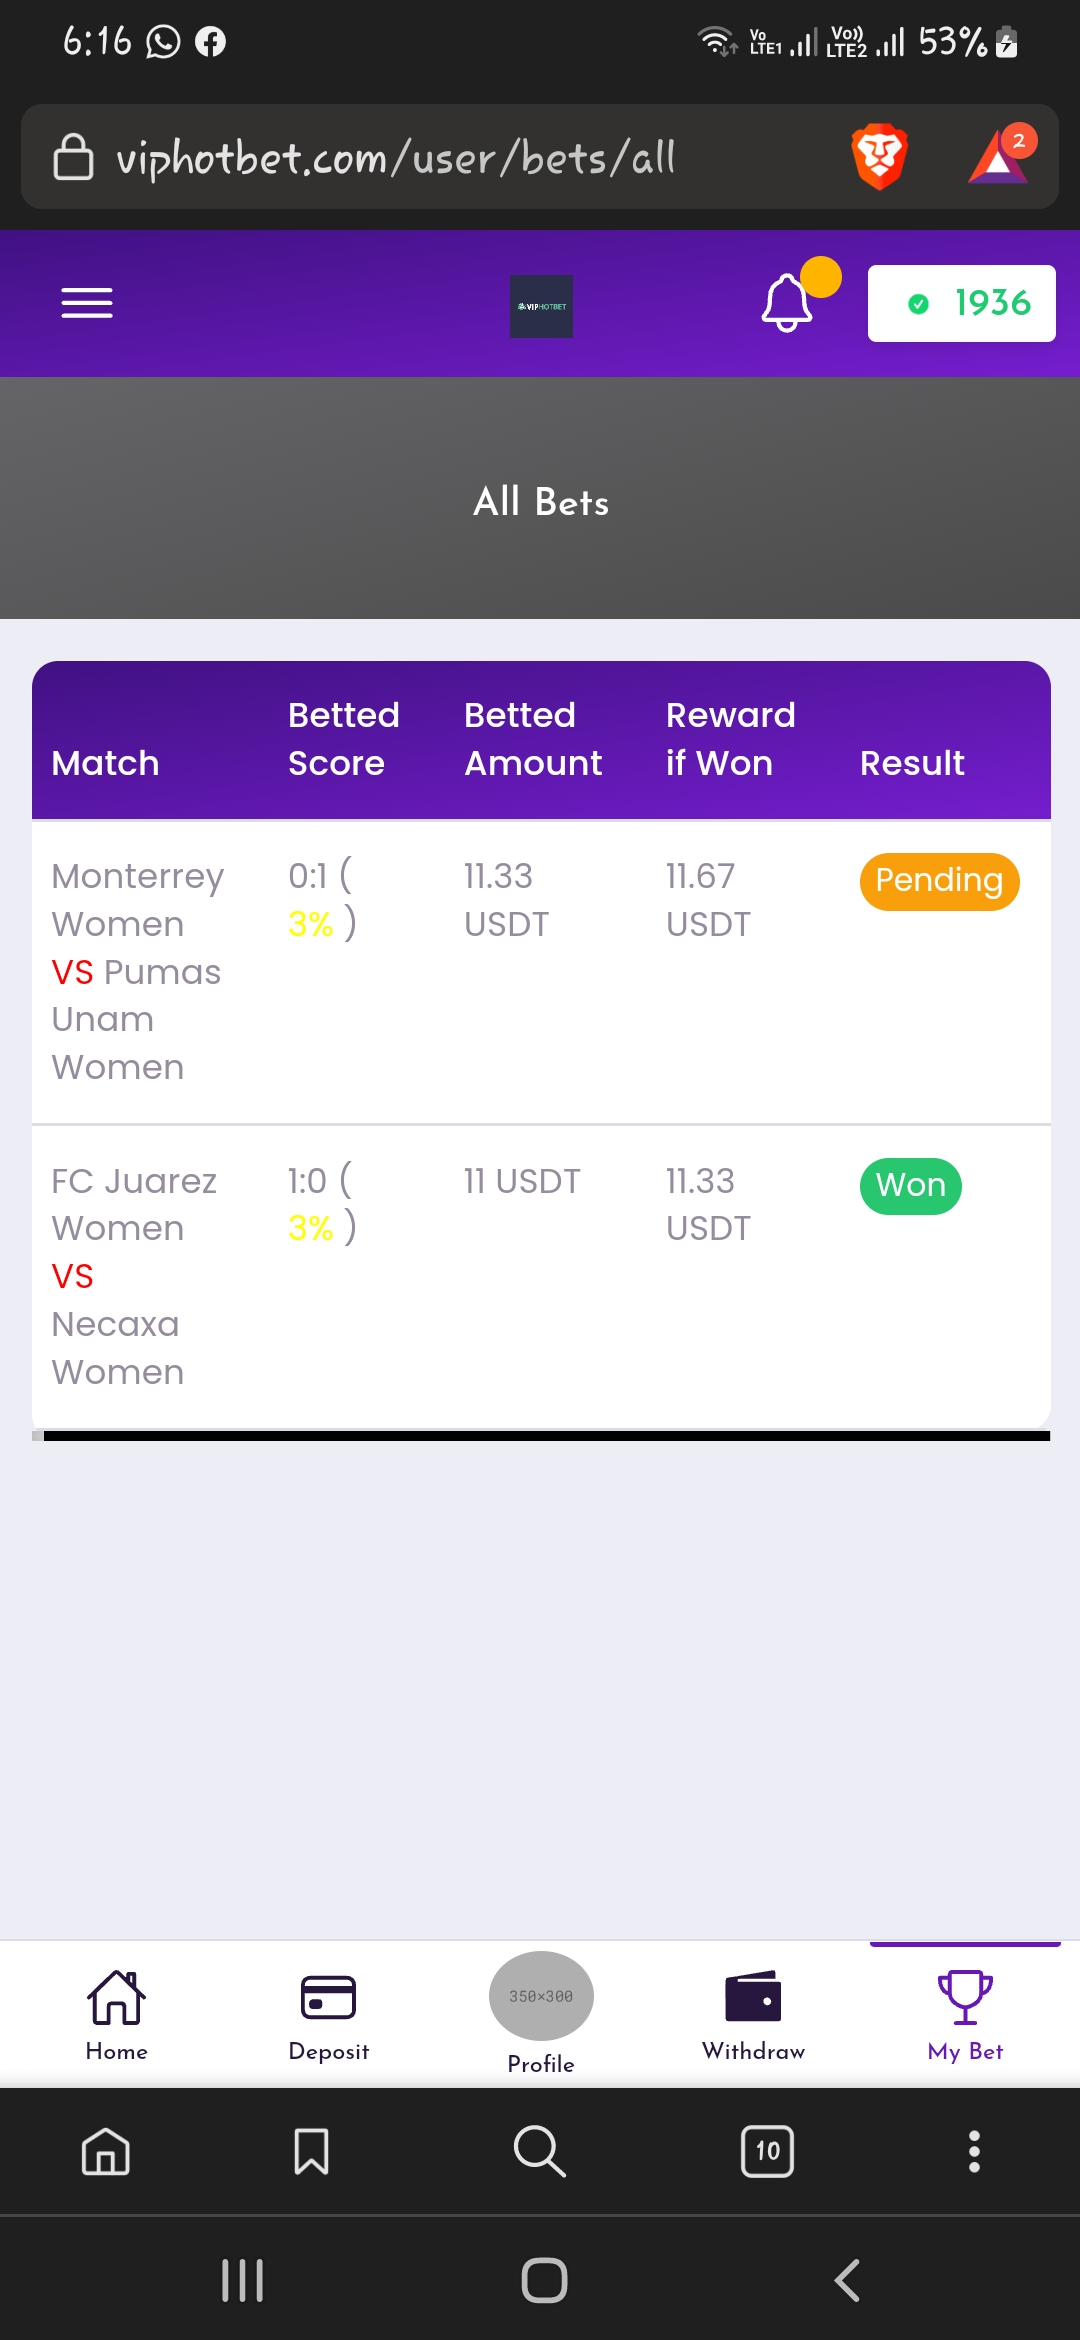 6:16
Vo LTE1
Vo)) LTE2
53%
viphotbet.com/user/bets/all
2
VIPHOTBET
1936
All Bets
Match
Betted Score
Betted Amount
Reward if Won
Result
Monterrey
Women
VS Pumas
Unam
Women
0:1 (
3% )
11.33
USDT
11.67
USDT
Pending
FC Juarez
Women
VS
Necaxa
Women
1:0 (
3% )
11 USDT
11.33
USDT
Won
Home
Deposit
350×300
Profile
Withdraw
My Bet
10